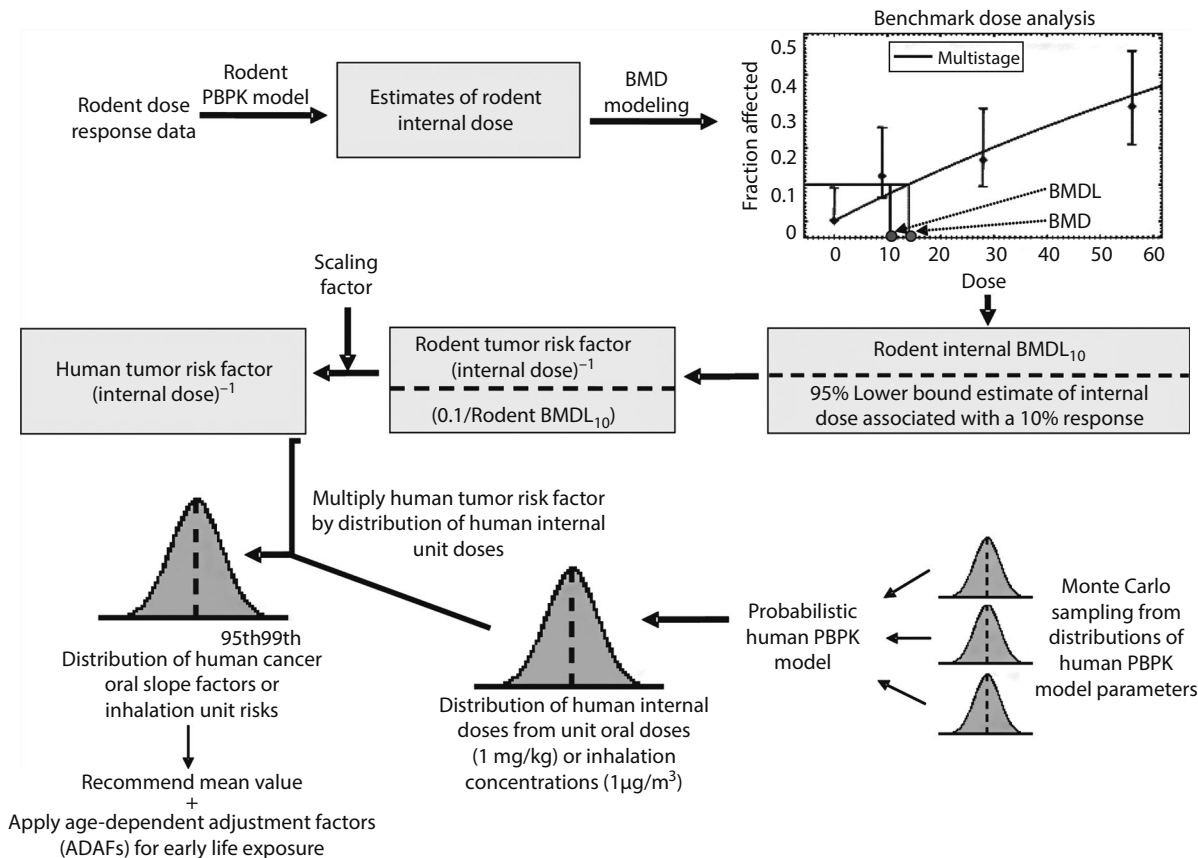 Benchmark dose analysis
Rodent dose
response data
Rodent
PBPK model
Estimates of rodent
internal dose
BMD
modeling
Fraction affected
0.5
0.4
0.3
0.2
0.1
0
Multistage
BMDL
BMD
0 10 20 30 40 50 60
Dose
Scaling
factor
Human tumor risk factor
(internal dose)⁻¹
Rodent tumor risk factor
(internal dose)⁻¹
(0.1/Rodent BMDL₁₀)
Rodent internal BMDL₁₀
95% Lower bound estimate of internal
dose associated with a 10% response
Multiply human tumor risk factor
by distribution of human internal
unit doses
95th99th
Distribution of human cancer
oral slope factors or
inhalation unit risks
Recommend mean value
+
Apply age-dependent adjustment factors
(ADAFs) for early life exposure
Distribution of human internal
doses from unit oral doses
(1 mg/kg) or inhalation
concentrations (1μg/m³)
Probabilistic
human PBPK
model
Monte Carlo
sampling from
distributions of
human PBPK
model parameters